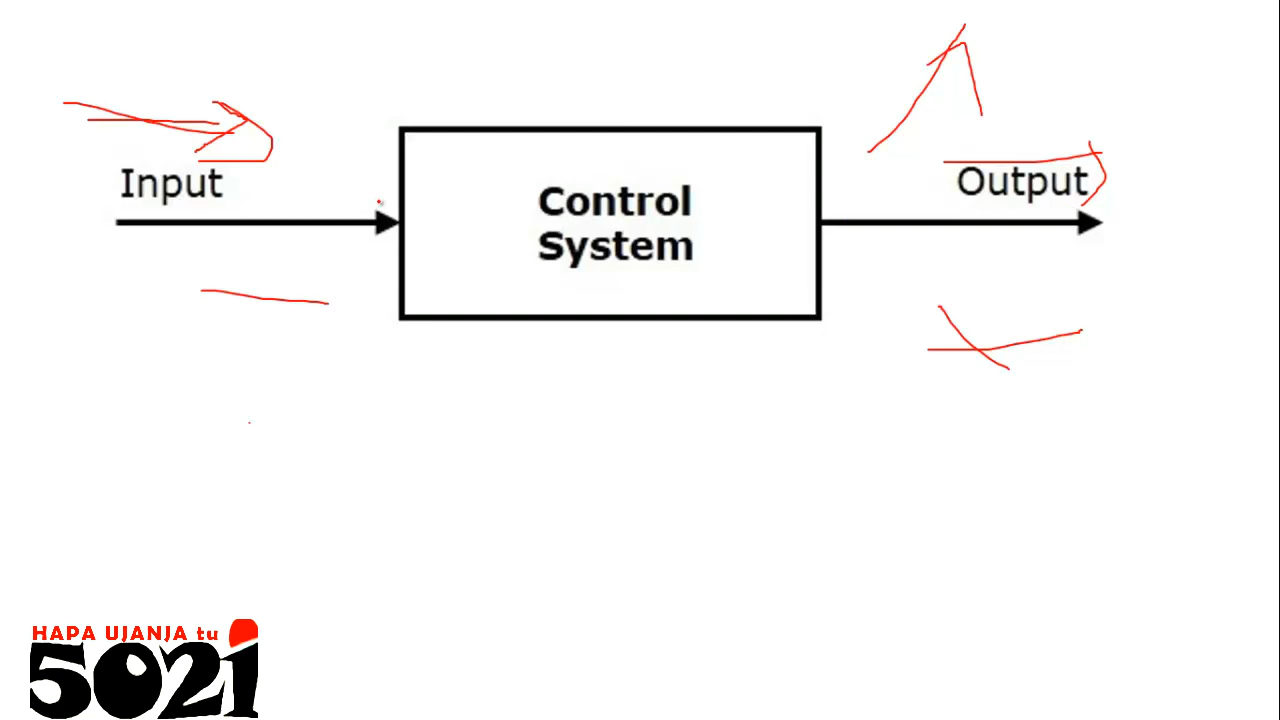 Input
Control
System
Output
HAPA UJANJA tu
5021